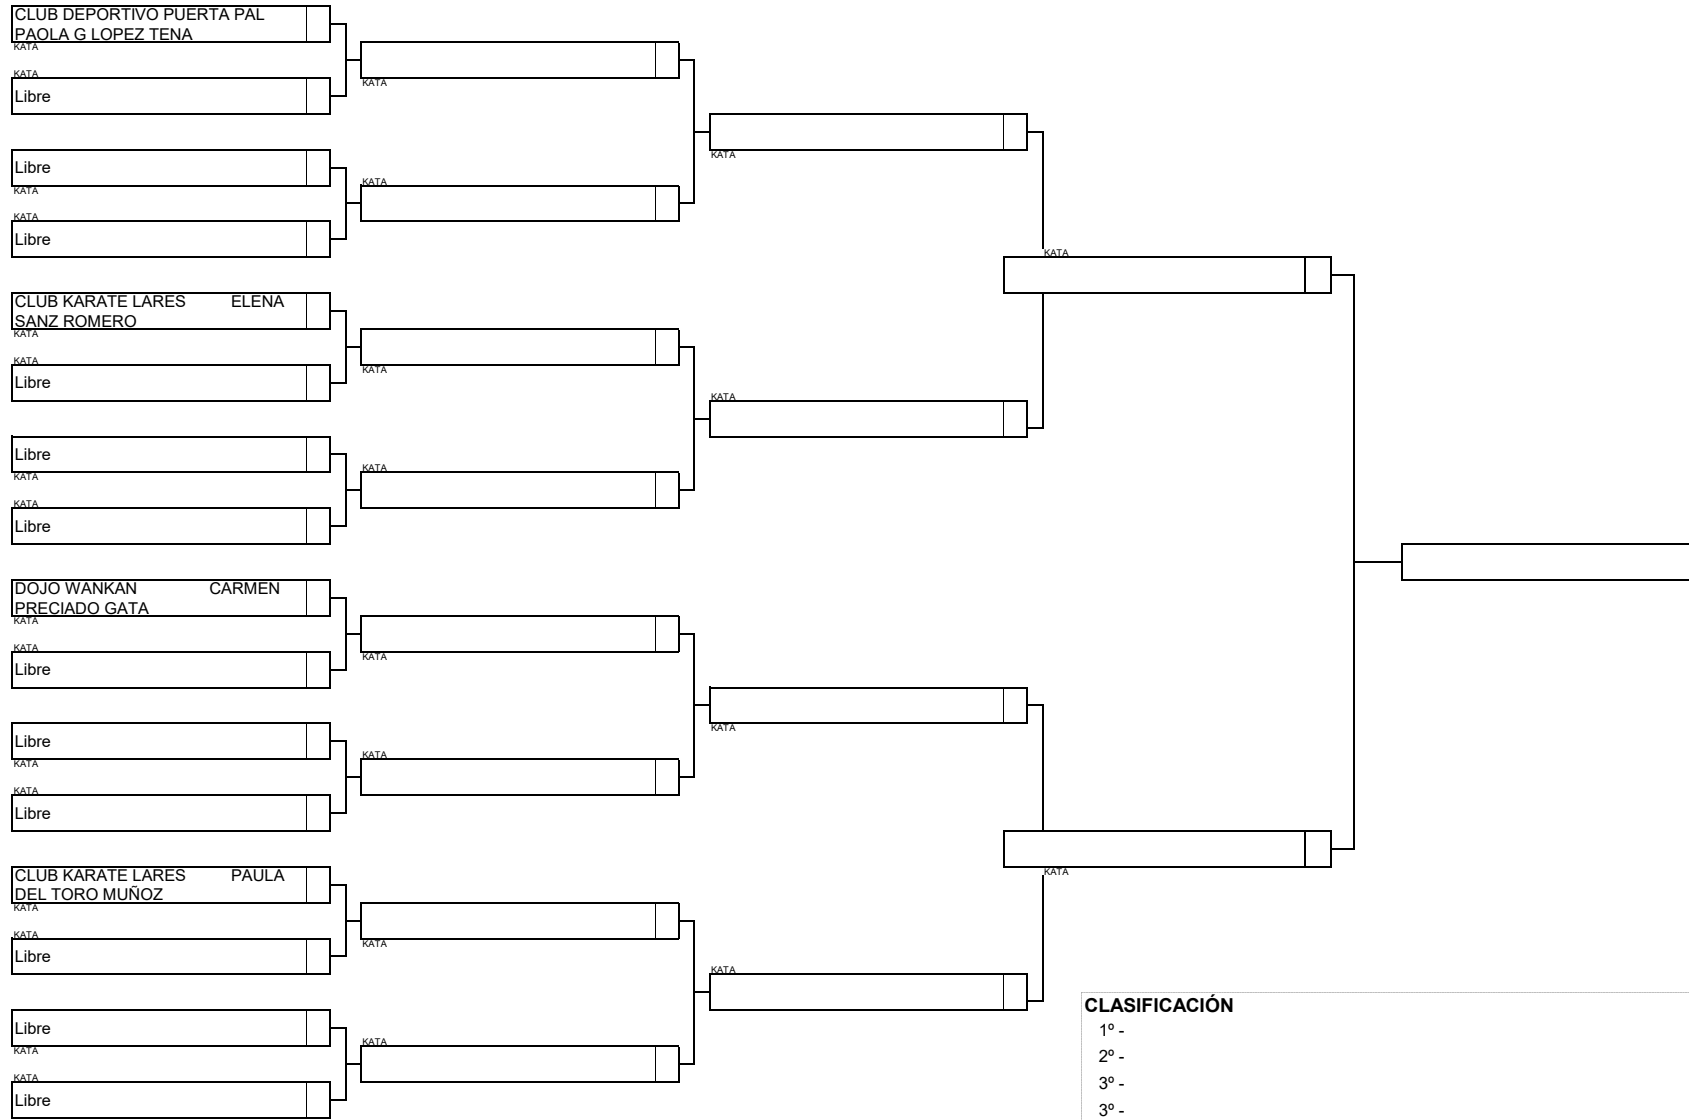 CLUB DEPORTIVO PUERTA PAL
PAOLA G LOPEZ TENA
KATA
KATA
Libre
KATA
Libre
KATA
KATA
Libre
KATA
KATA
CLUB KARATE LARES ELENA
SANZ ROMERO
KATA
KATA
Libre
KATA
Libre
KATA
KATA
Libre
KATA
KATA
KATA
DOJO WANKAN CARMEN
PRECIADO GATA
KATA
KATA
Libre
KATA
Libre
KATA
KATA
Libre
KATA
KATA
CLUB KARATE LARES PAULA
DEL TORO MUÑOZ
KATA
KATA
Libre
KATA
Libre
KATA
KATA
Libre
KATA
KATA
KATA
CLASIFICACIÓN
1º -
2º -
3º -
3º -